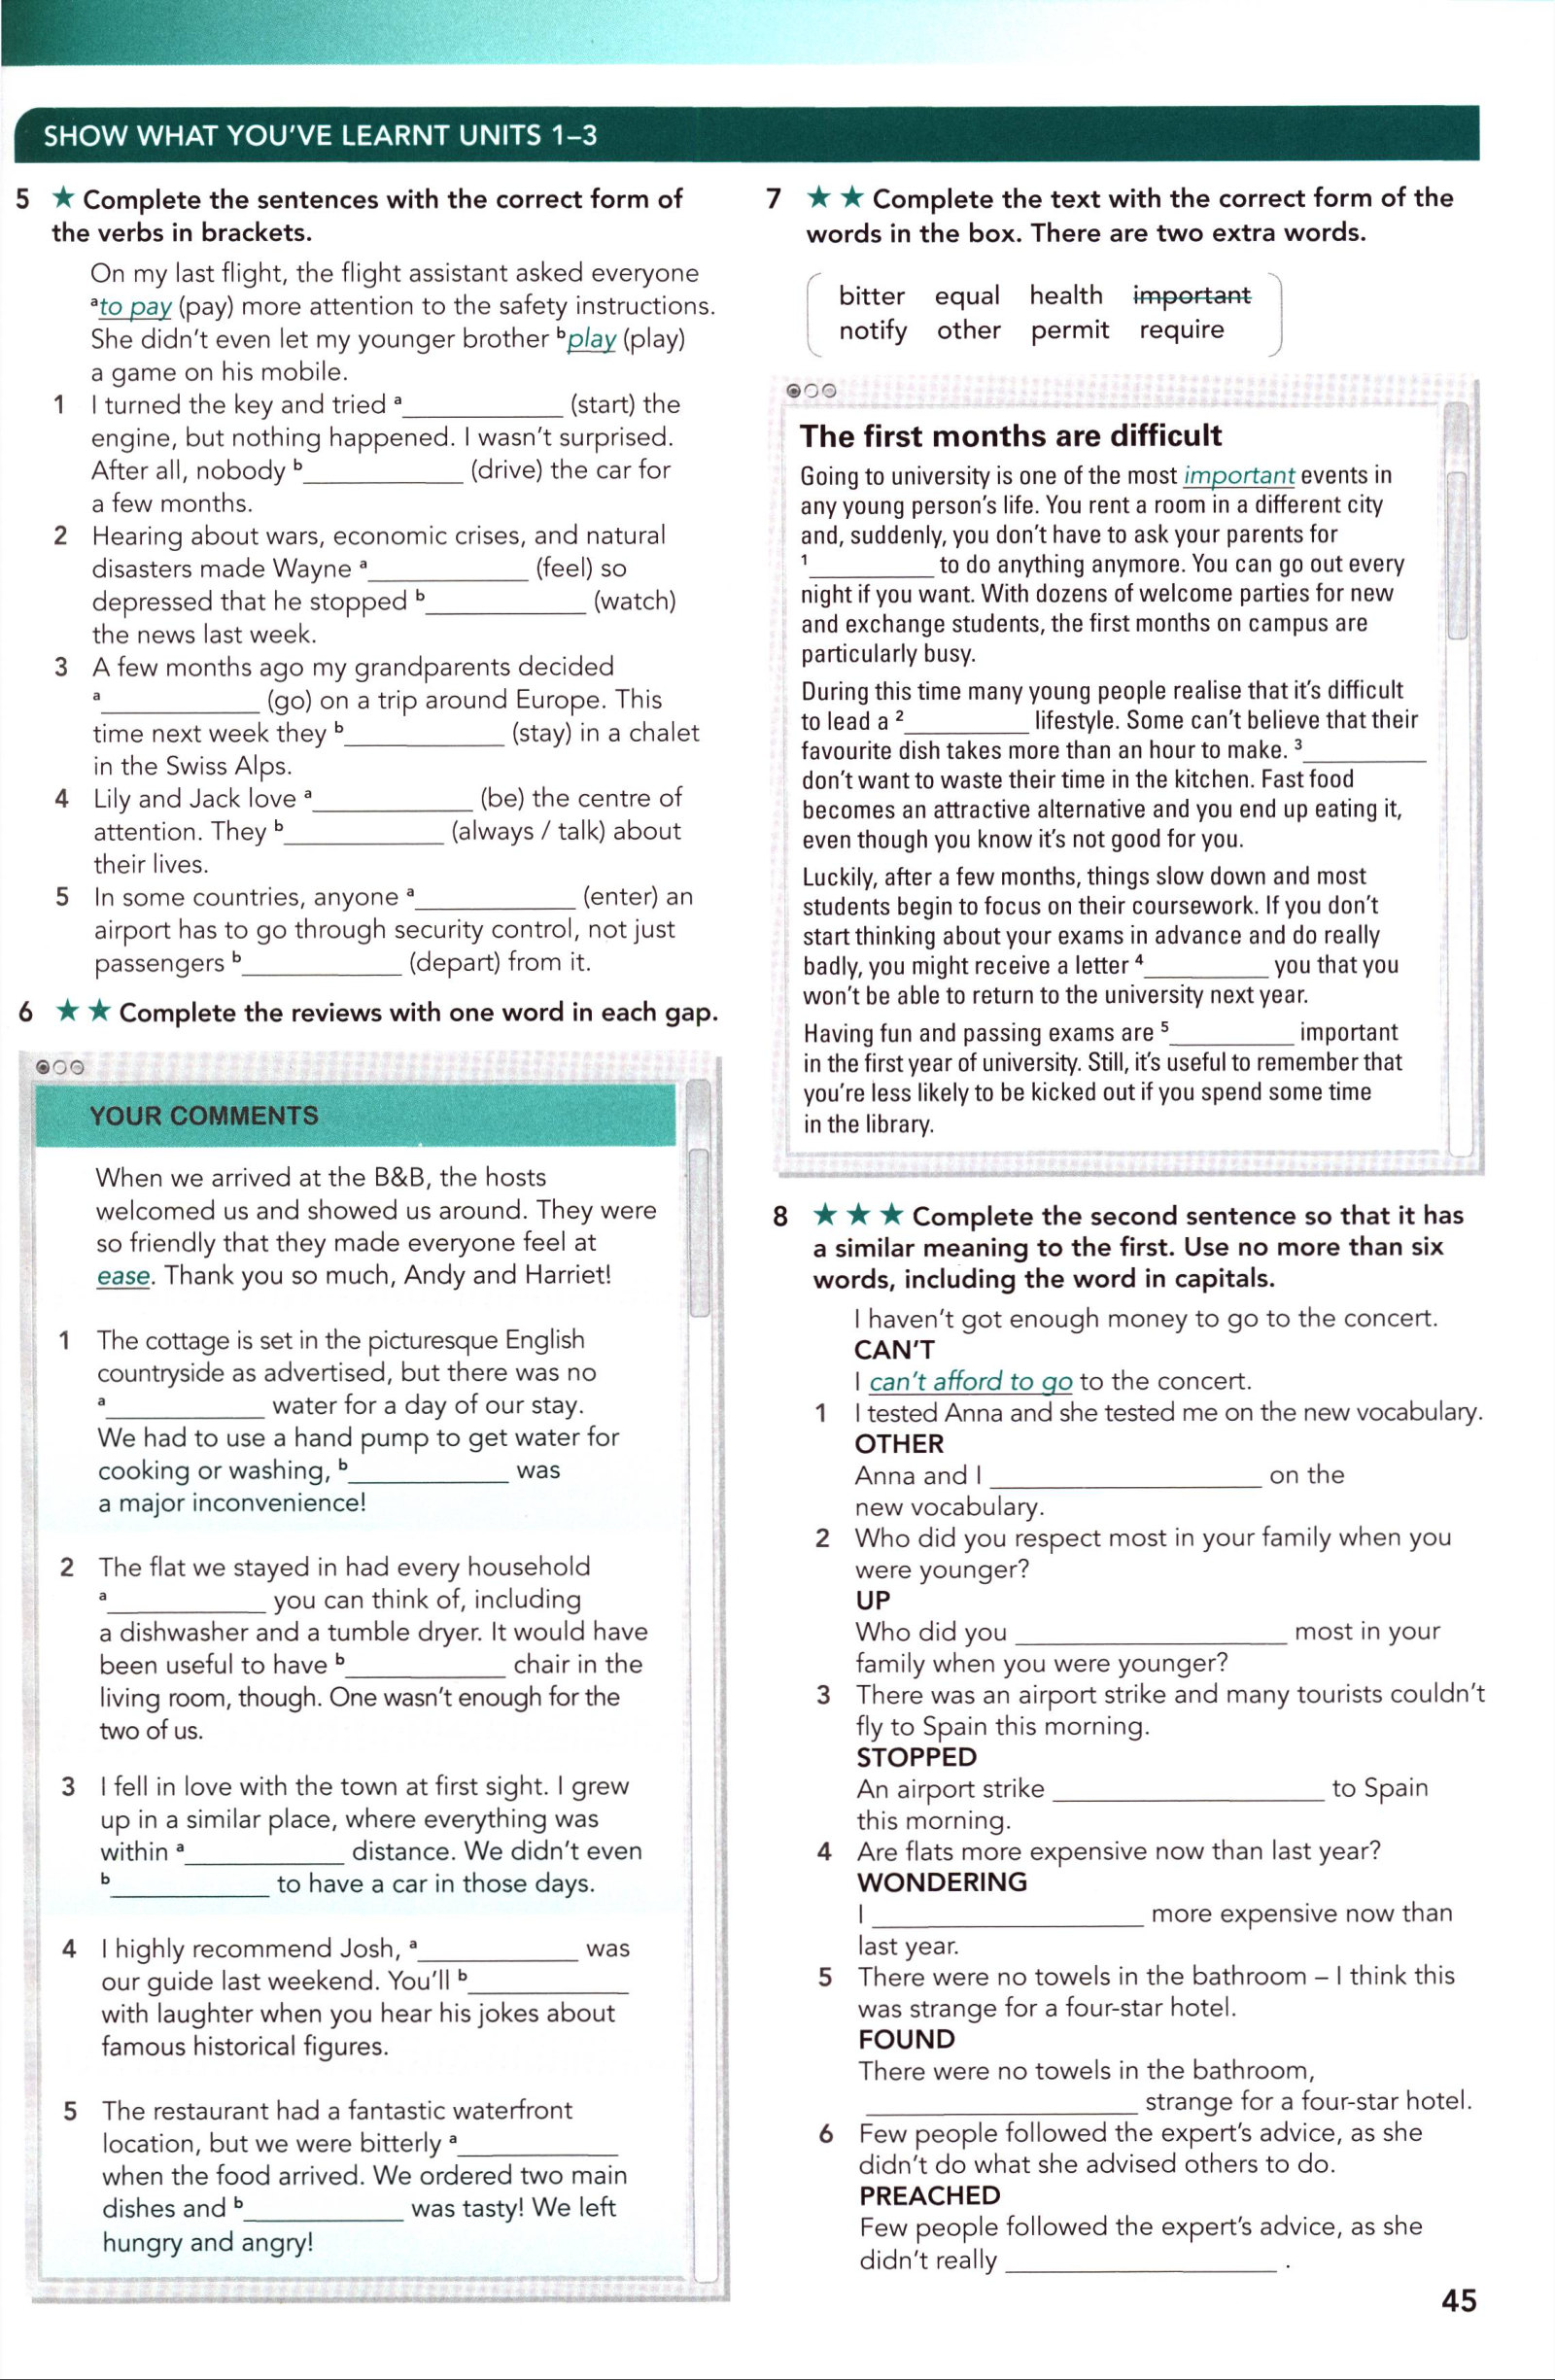 SHOW WHAT YOU'VE LEARNT UNITS 1–3
5 ★ Complete the sentences with the correct form of
the verbs in brackets.
On my last flight, the flight assistant asked everyone
ᵃto pay (pay) more attention to the safety instructions.
She didn't even let my younger brother ᵇplay (play)
a game on his mobile.
1 I turned the key and tried ᵃ____________ (start) the
engine, but nothing happened. I wasn't surprised.
After all, nobody ᵇ____________ (drive) the car for
a few months.
2 Hearing about wars, economic crises, and natural
disasters made Wayne ᵃ____________ (feel) so
depressed that he stopped ᵇ____________ (watch)
the news last week.
3 A few months ago my grandparents decided
ᵃ____________ (go) on a trip around Europe. This
time next week they ᵇ____________ (stay) in a chalet
in the Swiss Alps.
4 Lily and Jack love ᵃ____________ (be) the centre of
attention. They ᵇ____________ (always / talk) about
their lives.
5 In some countries, anyone ᵃ____________ (enter) an
airport has to go through security control, not just
passengers ᵇ____________ (depart) from it.
6 ★ ★ Complete the reviews with one word in each gap.
YOUR COMMENTS
When we arrived at the B&B, the hosts
welcomed us and showed us around. They were
so friendly that they made everyone feel at
ease. Thank you so much, Andy and Harriet!
1 The cottage is set in the picturesque English
countryside as advertised, but there was no
ᵃ____________ water for a day of our stay.
We had to use a hand pump to get water for
cooking or washing, ᵇ____________ was
a major inconvenience!
2 The flat we stayed in had every household
ᵃ____________ you can think of, including
a dishwasher and a tumble dryer. It would have
been useful to have ᵇ____________ chair in the
living room, though. One wasn't enough for the
two of us.
3 I fell in love with the town at first sight. I grew
up in a similar place, where everything was
within ᵃ____________ distance. We didn't even
ᵇ____________ to have a car in those days.
4 I highly recommend Josh, ᵃ____________ was
our guide last weekend. You'll ᵇ____________
with laughter when you hear his jokes about
famous historical figures.
5 The restaurant had a fantastic waterfront
location, but we were bitterly ᵃ____________
when the food arrived. We ordered two main
dishes and ᵇ____________ was tasty! We left
hungry and angry!
7 ★ ★ Complete the text with the correct form of the
words in the box. There are two extra words.
bitter equal health important
notify other permit require
The first months are difficult
Going to university is one of the most important events in
any young person's life. You rent a room in a different city
and, suddenly, you don't have to ask your parents for
¹__________ to do anything anymore. You can go out every
night if you want. With dozens of welcome parties for new
and exchange students, the first months on campus are
particularly busy.
During this time many young people realise that it's difficult
to lead a ²__________ lifestyle. Some can't believe that their
favourite dish takes more than an hour to make. ³__________
don't want to waste their time in the kitchen. Fast food
becomes an attractive alternative and you end up eating it,
even though you know it's not good for you.
Luckily, after a few months, things slow down and most
students begin to focus on their coursework. If you don't
start thinking about your exams in advance and do really
badly, you might receive a letter ⁴__________ you that you
won't be able to return to the university next year.
Having fun and passing exams are ⁵__________ important
in the first year of university. Still, it's useful to remember that
you're less likely to be kicked out if you spend some time
in the library.
8 ★ ★ ★ Complete the second sentence so that it has
a similar meaning to the first. Use no more than six
words, including the word in capitals.
I haven't got enough money to go to the concert.
CAN'T
I can't afford to go to the concert.
1 I tested Anna and she tested me on the new vocabulary.
OTHER
Anna and I ____________________ on the
new vocabulary.
2 Who did you respect most in your family when you
were younger?
UP
Who did you ____________________ most in your
family when you were younger?
3 There was an airport strike and many tourists couldn't
fly to Spain this morning.
STOPPED
An airport strike ____________________ to Spain
this morning.
4 Are flats more expensive now than last year?
WONDERING
I ____________________ more expensive now than
last year.
5 There were no towels in the bathroom – I think this
was strange for a four-star hotel.
FOUND
There were no towels in the bathroom,
____________________ strange for a four-star hotel.
6 Few people followed the expert's advice, as she
didn't do what she advised others to do.
PREACHED
Few people followed the expert's advice, as she
didn't really ____________________ .
45